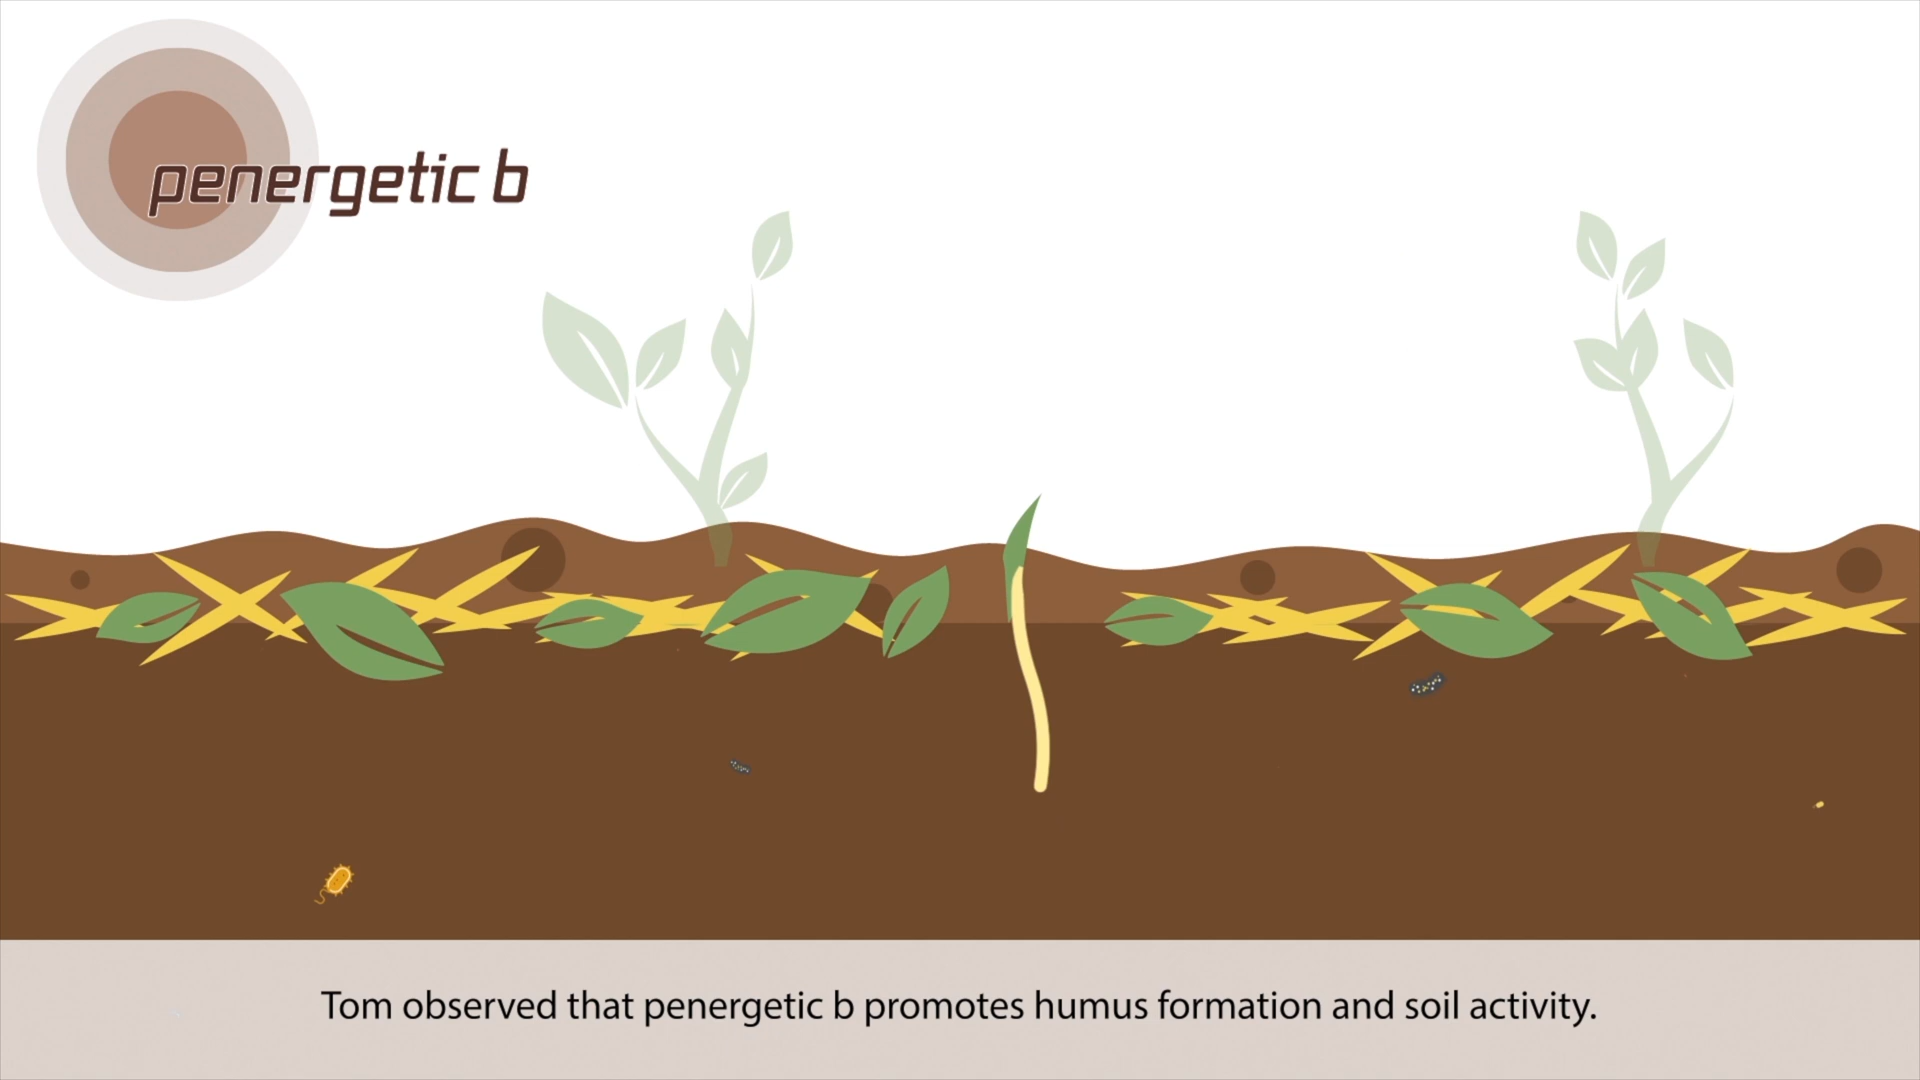 penergetic b
Tom observed that penergetic b promotes humus formation and soil activity.